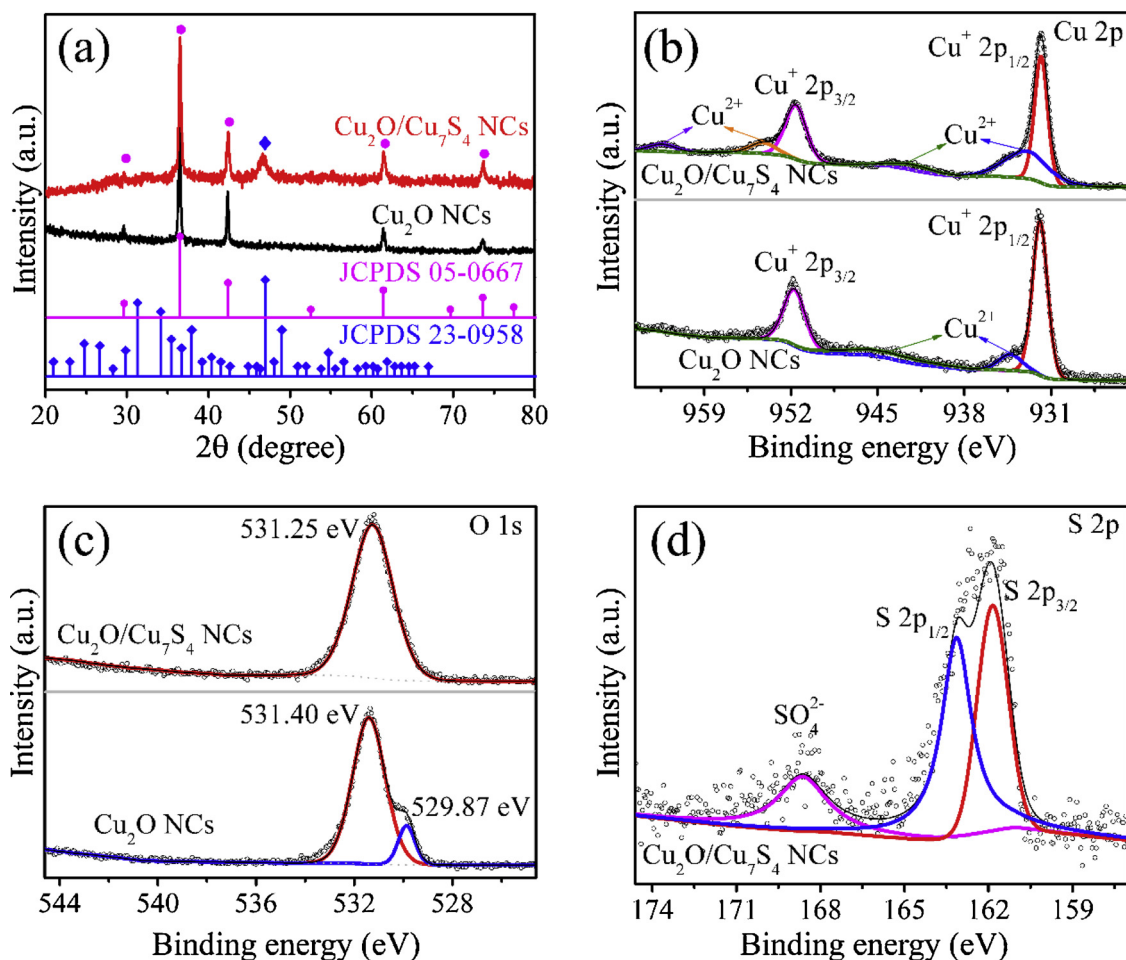 (a)
Cu₂O/Cu₇S₄ NCs
Cu₂O NCs
JCPDS 05-0667
JCPDS 23-0958
Intensity (a.u.)
20 30 40 50 60 70 80
2θ (degree)
(b)
Cu 2p
Cu⁺ 2p₁/₂
Cu⁺ 2p₃/₂
Cu²⁺
Cu²⁺
Cu₂O/Cu₇S₄ NCs
Cu⁺ 2p₁/₂
Cu⁺ 2p₃/₂
Cu²⁺
Cu₂O NCs
Intensity (a.u.)
959 952 945 938 931
Binding energy (eV)
(c)
531.25 eV
O 1s
Cu₂O/Cu₇S₄ NCs
531.40 eV
529.87 eV
Cu₂O NCs
Intensity (a.u.)
544 540 536 532 528
Binding energy (eV)
(d)
S 2p
S 2p₃/₂
S 2p₁/₂
SO₄²⁻
Cu₂O/Cu₇S₄ NCs
Intensity (a.u.)
174 171 168 165 162 159
Binding energy (eV)